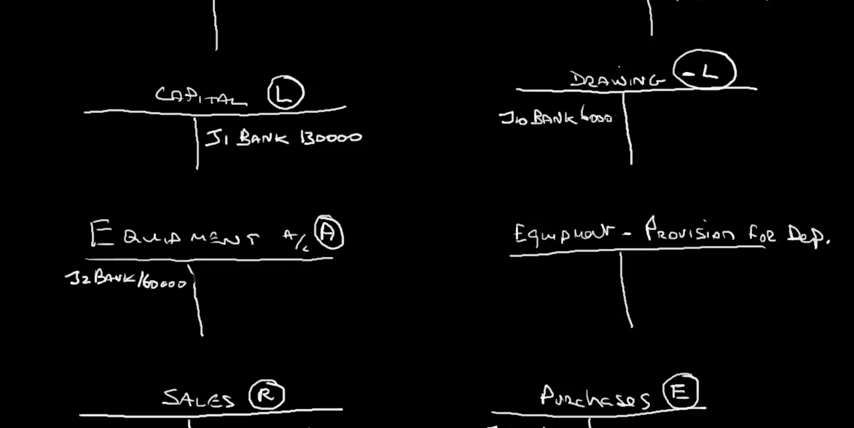 CAPITAL L
DRAWING -L
J1 BANK 130000
J10 BANK 6000
EQUIPMENT A/C A
EQUIPMENT - PROVISION FOR DEP.
J2 BANK 160000
SALES R
PURCHASES E